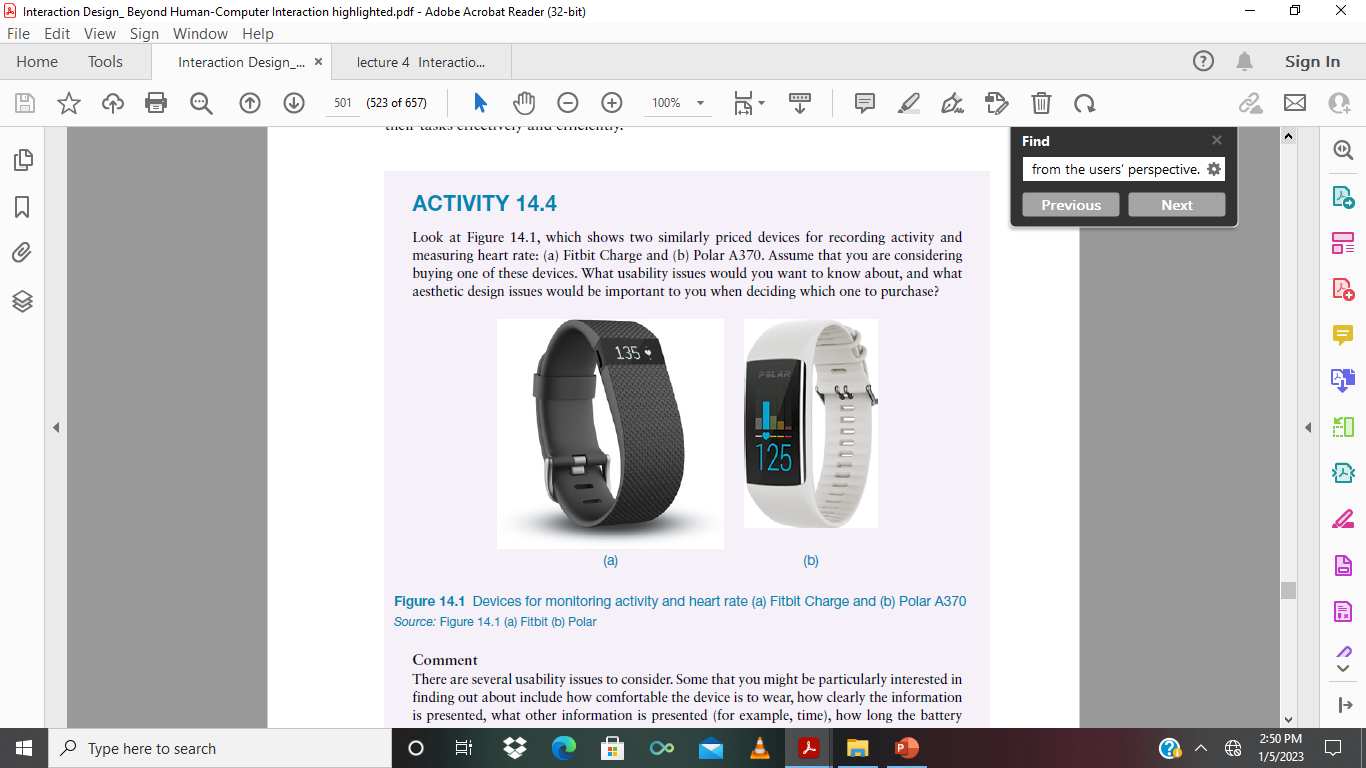 Interaction Design_ Beyond Human-Computer Interaction highlighted.pdf - Adobe Acrobat Reader (32-bit)
File Edit View Sign Window Help
Home Tools Interaction Design_... × lecture 4 Interactio... Sign In
501 (523 of 657) 100%
their tasks effectively and efficiently.
Find
from the users' perspective.
Previous Next
ACTIVITY 14.4
Look at Figure 14.1, which shows two similarly priced devices for recording activity and
measuring heart rate: (a) Fitbit Charge and (b) Polar A370. Assume that you are considering
buying one of these devices. What usability issues would you want to know about, and what
aesthetic design issues would be important to you when deciding which one to purchase?
135
POLAR
125
(a) (b)
Figure 14.1 Devices for monitoring activity and heart rate (a) Fitbit Charge and (b) Polar A370
Source: Figure 14.1 (a) Fitbit (b) Polar
Comment
There are several usability issues to consider. Some that you might be particularly interested in
finding out about include how comfortable the device is to wear, how clearly the information
is presented, what other information is presented (for example, time), how long the battery
Type here to search
2:50 PM
1/5/2023